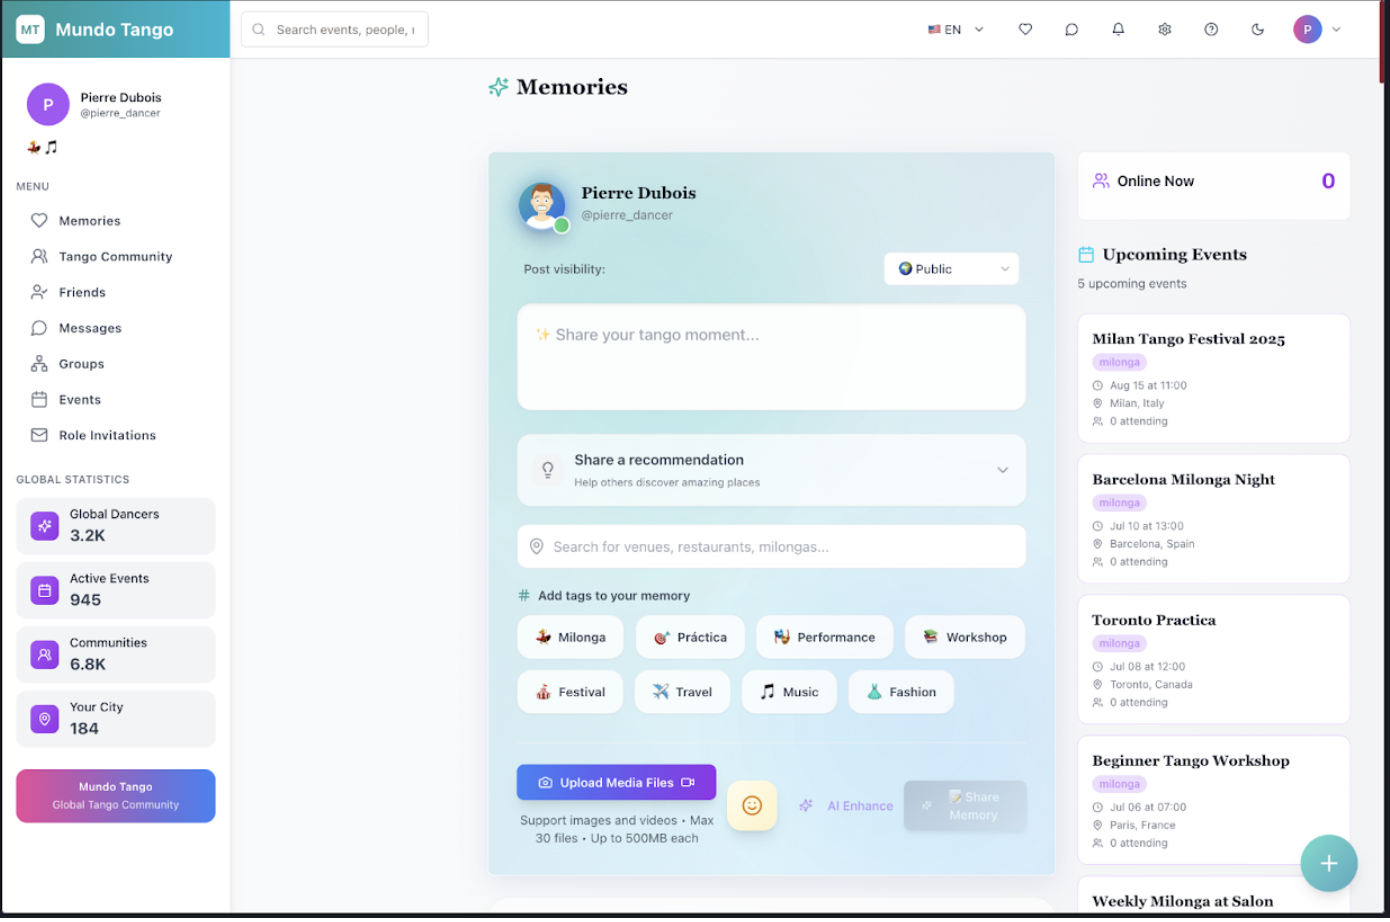 MT Mundo Tango
Search events, people, i
EN
P
P
Pierre Dubois
@pierre_dancer
MENU
Memories
Tango Community
Friends
Messages
Groups
Events
Role Invitations
GLOBAL STATISTICS
Global Dancers
3.2K
Active Events
945
Communities
6.8K
Your City
184
Mundo Tango
Global Tango Community
Memories
Pierre Dubois
@pierre_dancer
Post visibility:
Public
Share your tango moment...
Share a recommendation
Help others discover amazing places
Search for venues, restaurants, milongas...
# Add tags to your memory
Milonga
Práctica
Performance
Workshop
Festival
Travel
Music
Fashion
Upload Media Files
Support images and videos • Max
30 files • Up to 500MB each
AI Enhance
Share
Memory
Online Now
0
Upcoming Events
5 upcoming events
Milan Tango Festival 2025
milonga
Aug 15 at 11:00
Milan, Italy
0 attending
Barcelona Milonga Night
milonga
Jul 10 at 13:00
Barcelona, Spain
0 attending
Toronto Practica
milonga
Jul 08 at 12:00
Toronto, Canada
0 attending
Beginner Tango Workshop
milonga
Jul 06 at 07:00
Paris, France
0 attending
Weekly Milonga at Salon